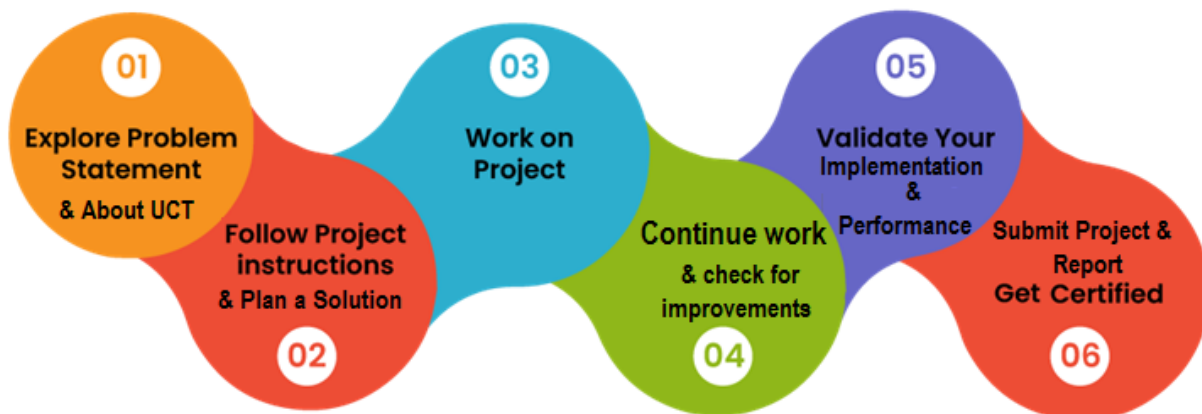 01
Explore Problem
Statement
& About UCT
Follow Project
instructions
& Plan a Solution
02
03
Work on
Project
Continue work
& check for
improvements
04
05
Validate Your
Implementation
&
Performance
Submit Project &
Report
Get Certified
06